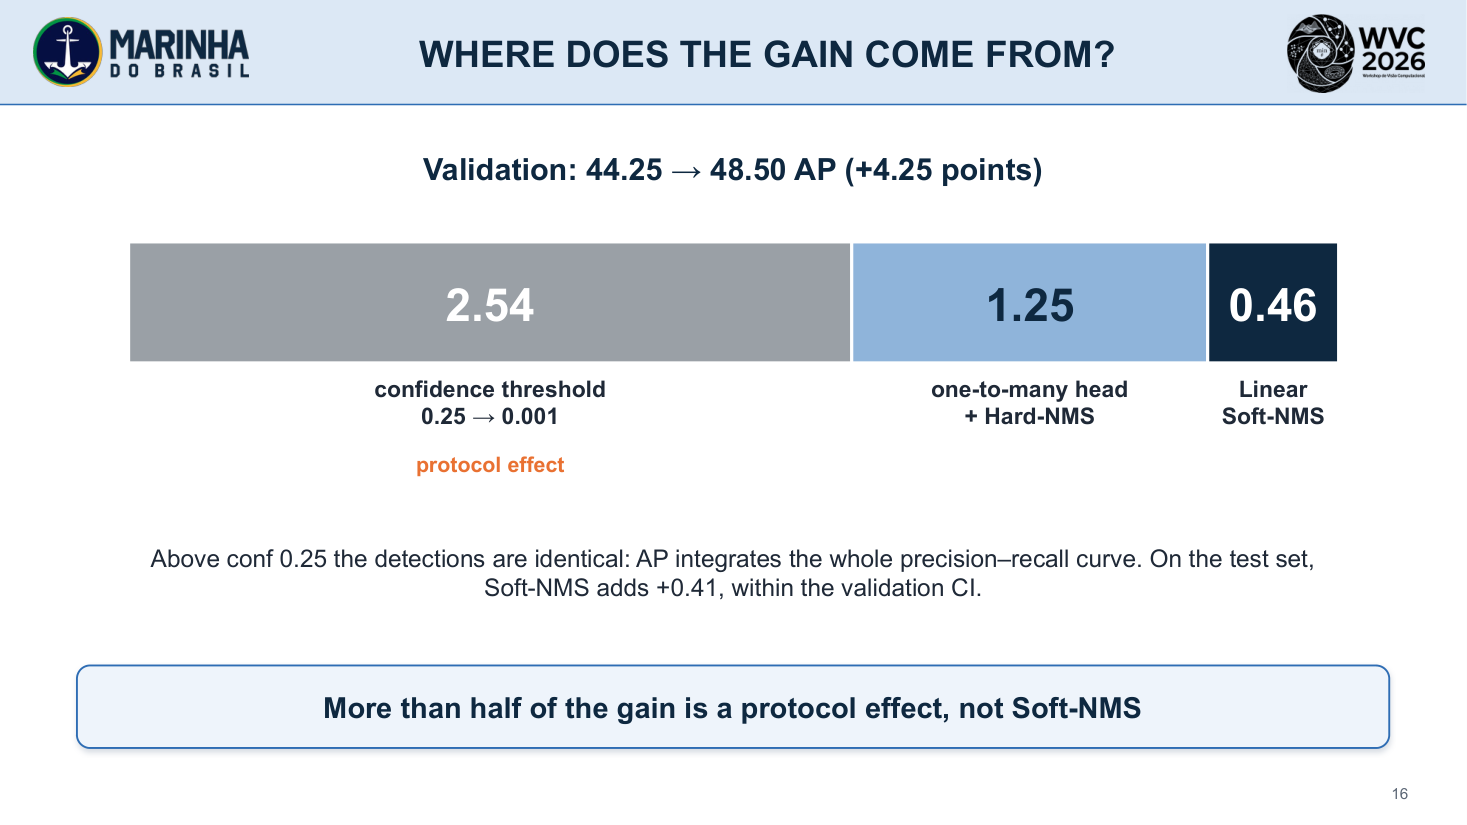 MARINHA
DO BRASIL
WHERE DOES THE GAIN COME FROM?
WVC
2026
Workshop de Visão Computacional
Validation: 44.25 → 48.50 AP (+4.25 points)
2.54
1.25
0.46
confidence threshold
0.25 → 0.001
one-to-many head
+ Hard-NMS
Linear
Soft-NMS
protocol effect
Above conf 0.25 the detections are identical: AP integrates the whole precision–recall curve. On the test set,
Soft-NMS adds +0.41, within the validation CI.
More than half of the gain is a protocol effect, not Soft-NMS
16